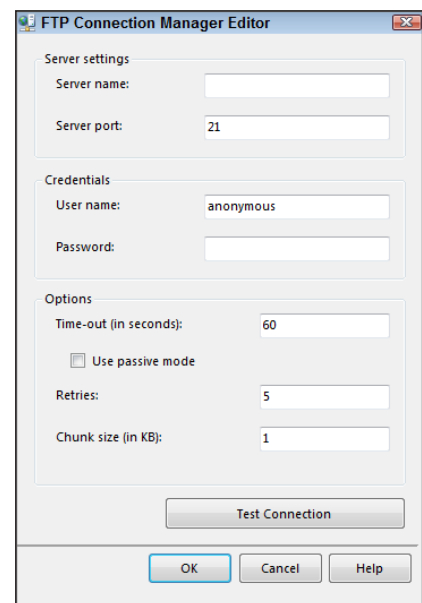 FTP Connection Manager Editor
Server settings
Server name:
Server port: 21
Credentials
User name: anonymous
Password:
Options
Time-out (in seconds): 60
Use passive mode
Retries: 5
Chunk size (in KB): 1
Test Connection
OK Cancel Help